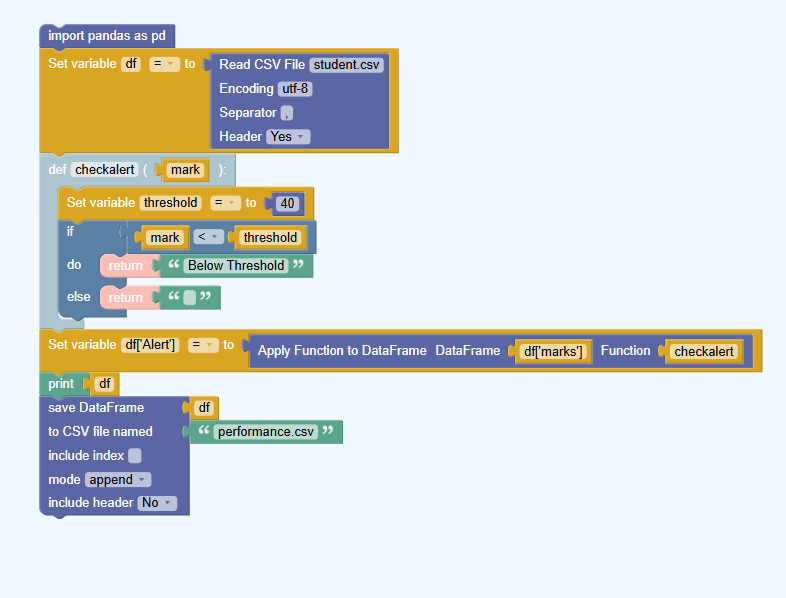 import pandas as pd
Set variable df = to Read CSV File student.csv
Encoding utf-8
Separator ,
Header Yes
def checkalert ( mark ):
Set variable threshold = to 40
if mark < threshold
do return “ Below Threshold ”
else return “ ”
Set variable df['Alert'] = to Apply Function to DataFrame DataFrame df['marks'] Function checkalert
print df
save DataFrame df
to CSV file named “ performance.csv ”
include index
mode append
include header No